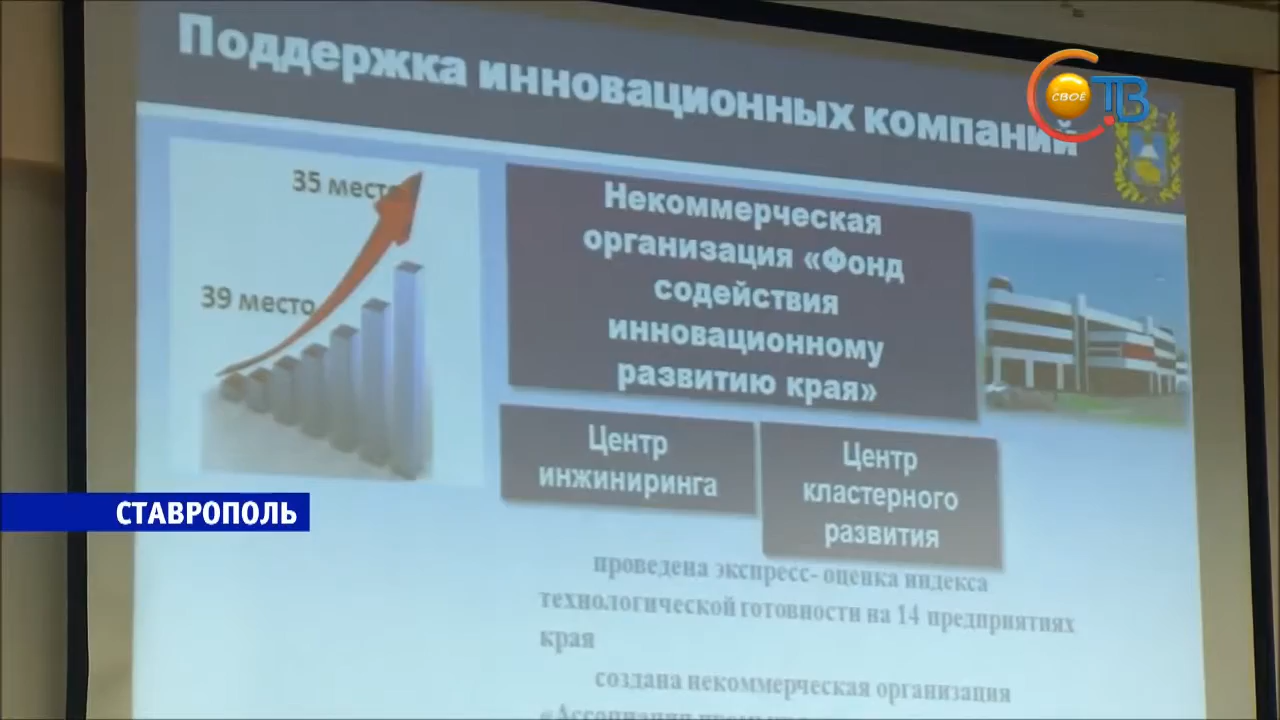 Поддержка инновационных компаний
СВОЁ
ТВ
35 место
39 место
Некоммерческая
организация «Фонд
содействия
инновационному
развитию края»
Центр
инжиниринга
Центр
кластерного
развития
СТАВРОПОЛЬ
проведена экспресс- оценка индекса
технологической готовности на 14 предприятиях
края
создана некоммерческая организация
«Ассоциация